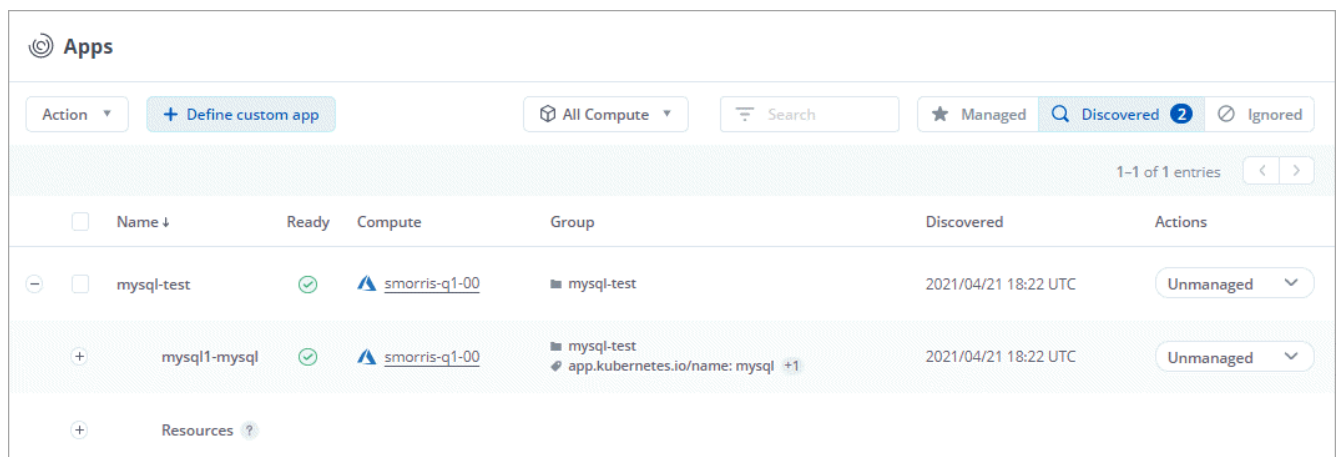 Apps
Action + Define custom app All Compute Search Managed Discovered 2 Ignored
1–1 of 1 entries
Name ↓ Ready Compute Group Discovered Actions
mysql-test smorris-q1-00 mysql-test 2021/04/21 18:22 UTC Unmanaged
mysql1-mysql smorris-q1-00 mysql-test 2021/04/21 18:22 UTC Unmanaged
app.kubernetes.io/name: mysql +1
Resources ?